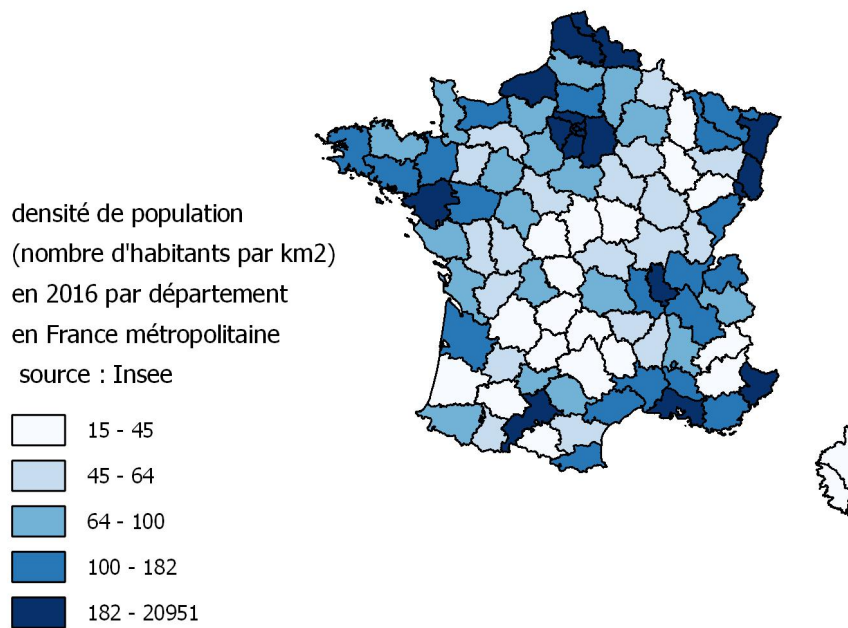 densité de population
(nombre d'habitants par km2)
en 2016 par département
en France métropolitaine
source : Insee
15 - 45
45 - 64
64 - 100
100 - 182
182 - 20951